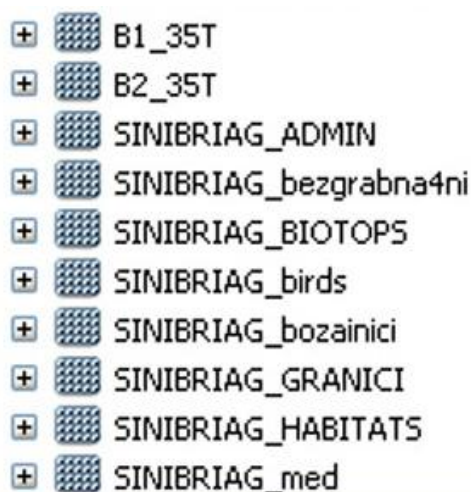 B1_35T
B2_35T
SINIBRIAG_ADMIN
SINIBRIAG_bezgrabna4ni
SINIBRIAG_BIOTOPS
SINIBRIAG_birds
SINIBRIAG_bozainici
SINIBRIAG_GRANICI
SINIBRIAG_HABITATS
SINIBRIAG_med